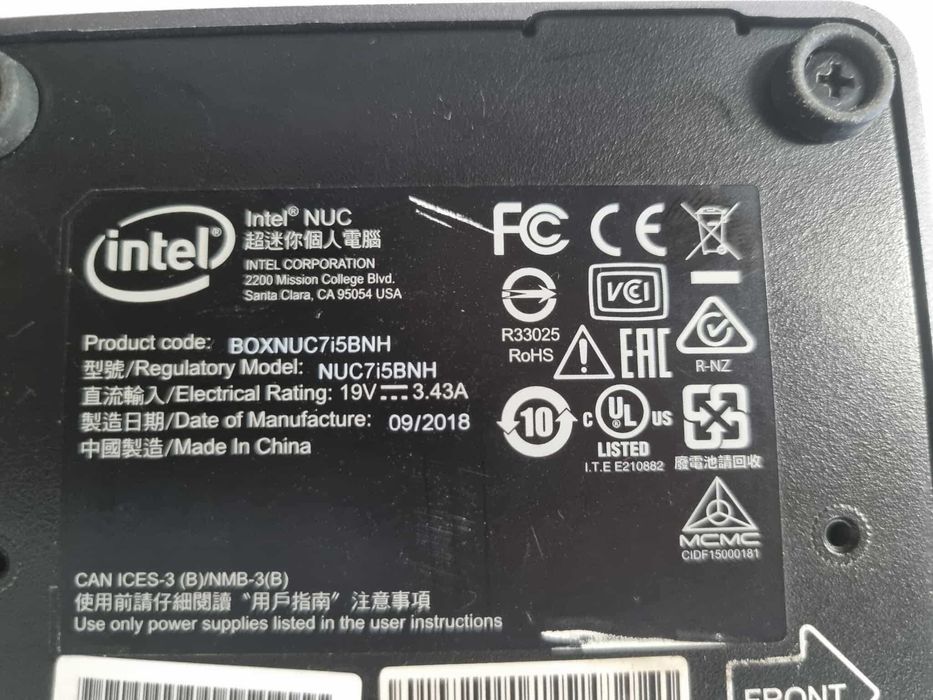 intel®
Intel® NUC
超迷你個人電腦
INTEL CORPORATION
2200 Mission College Blvd.
Santa Clara, CA 95054 USA
Product code: BOXNUC7i5BNH
型號/Regulatory Model: NUC7i5BNH
直流輸入/Electrical Rating: 19V 3.43A
製造日期/Date of Manufacture: 09/2018
中國製造/Made In China
FC CE
VCI
R33025
RoHS
EAC
R-NZ
10
C UL® US
LISTED
I.T.E E210882
廢電池請回收
MCMC
CIDF15000181
CAN ICES-3 (B)/NMB-3(B)
使用前請仔細閱讀〝用戶指南〞注意事項
Use only power supplies listed in the user instructions
FRONT